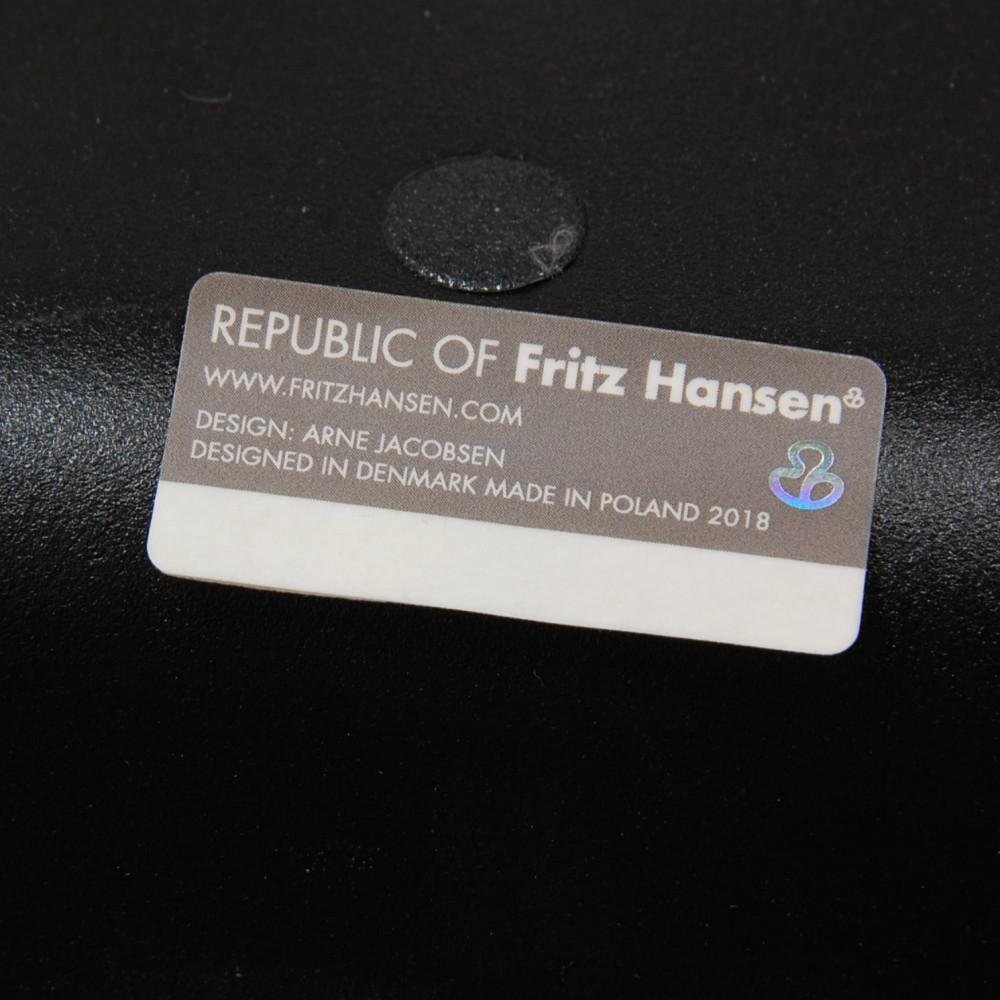 REPUBLIC OF Fritz Hansen
WWW.FRITZHANSEN.COM
DESIGN: ARNE JACOBSEN
DESIGNED IN DENMARK MADE IN POLAND 2018